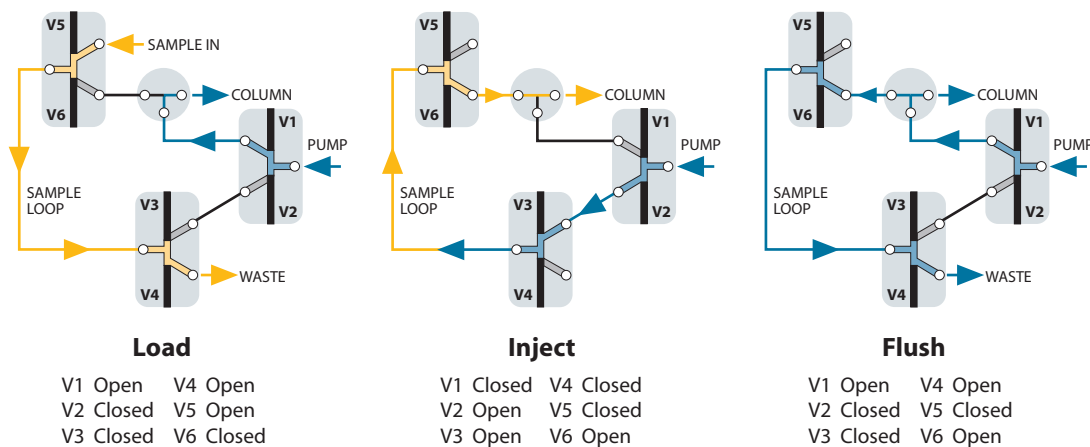 V5
SAMPLE IN
V6
COLUMN
V1
PUMP
SAMPLE
LOOP
V3
V2
WASTE
V4
Load
V1 Open V4 Open
V2 Closed V5 Open
V3 Closed V6 Closed
V5
V6
COLUMN
V1
PUMP
SAMPLE
LOOP
V3
V2
V4
Inject
V1 Closed V4 Closed
V2 Open V5 Closed
V3 Open V6 Open
V5
V6
COLUMN
V1
PUMP
SAMPLE
LOOP
V3
V2
WASTE
V4
Flush
V1 Open V4 Open
V2 Closed V5 Closed
V3 Closed V6 Open